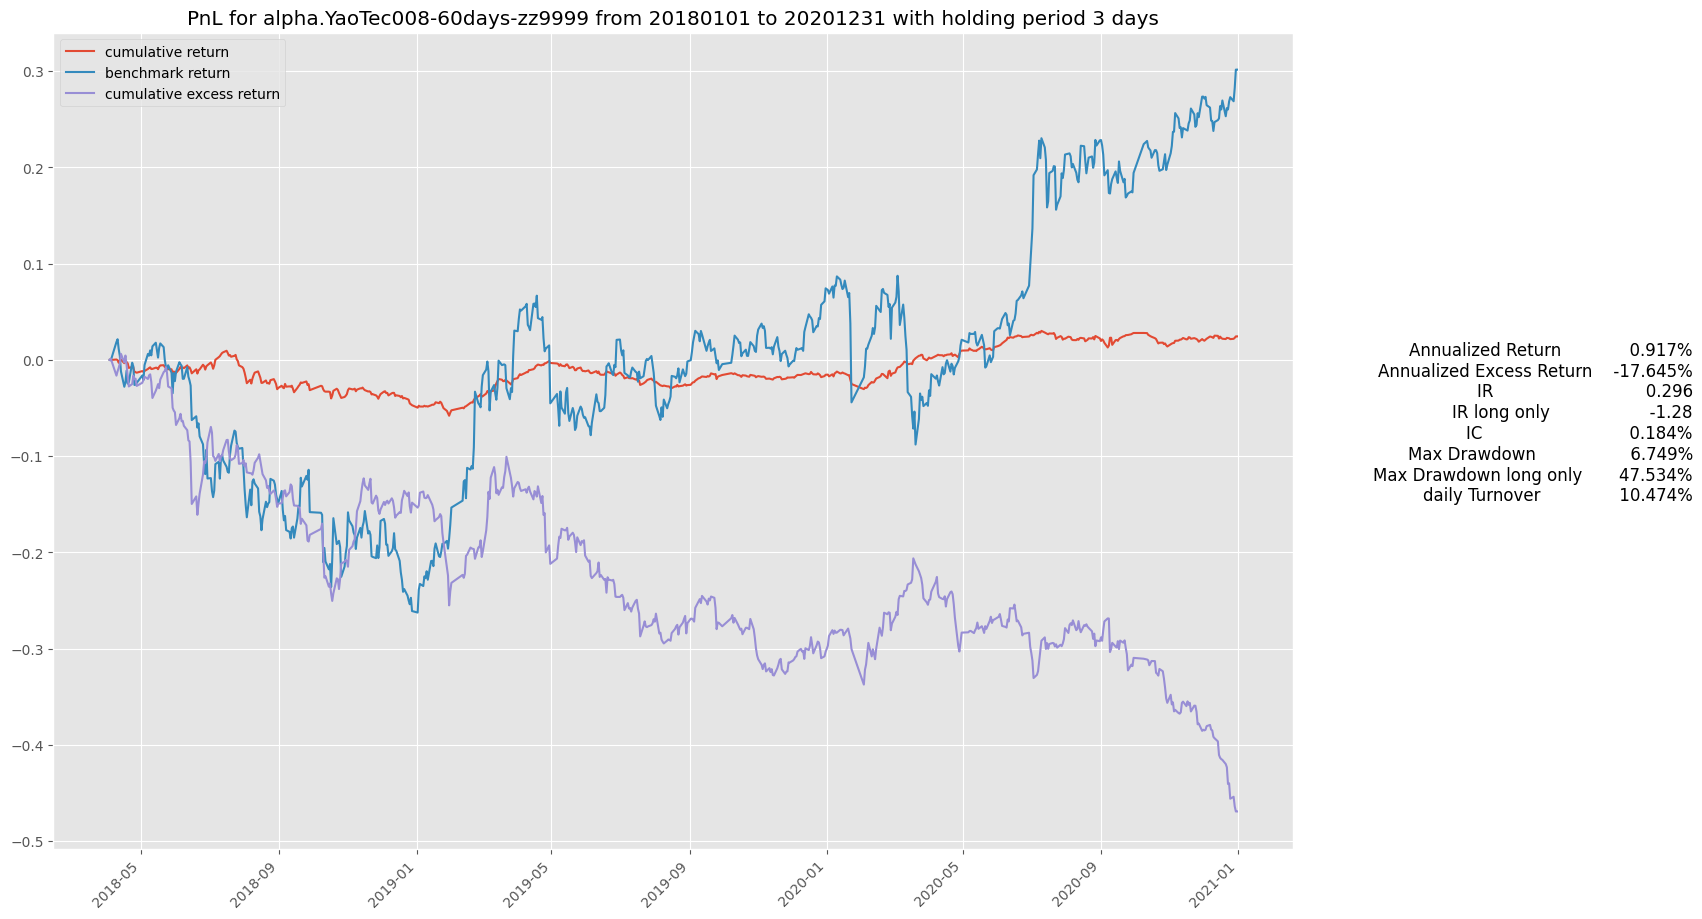 PnL for alpha.YaoTec008-60days-zz9999 from 20180101 to 20201231 with holding period 3 days
cumulative return
benchmark return
cumulative excess return
0.3
0.2
0.1
0.0
−0.1
−0.2
−0.3
−0.4
−0.5
2018-05
2018-09
2019-01
2019-05
2019-09
2020-01
2020-05
2020-09
2021-01
Annualized Return 0.917%
Annualized Excess Return -17.645%
IR 0.296
IR long only -1.28
IC 0.184%
Max Drawdown 6.749%
Max Drawdown long only 47.534%
daily Turnover 10.474%